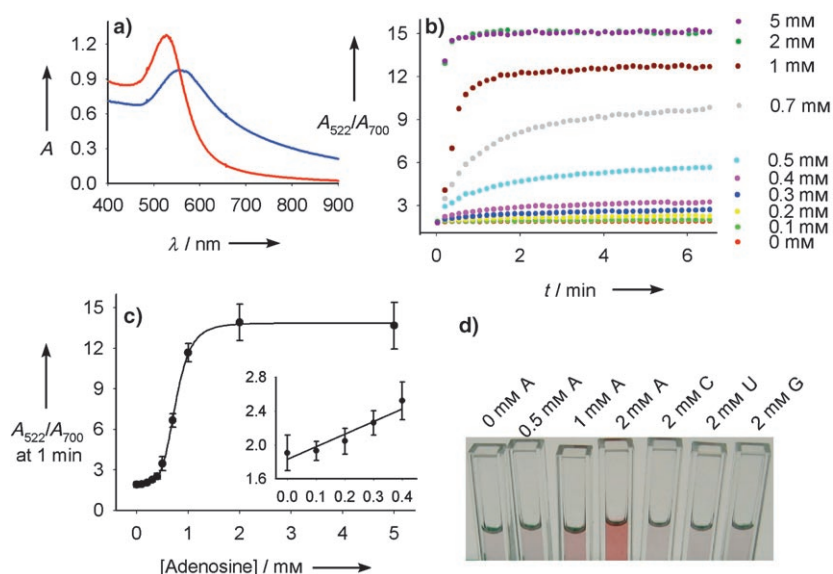 a)
1.2
0.9
0.6
0.3
0.0
A
400 500 600 700 800 900
λ / nm
b)
15
12
9
6
3
A522/A700
0 2 4 6
t / min
5 mM
2 mM
1 mM
0.7 mM
0.5 mM
0.4 mM
0.3 mM
0.2 mM
0.1 mM
0 mM
c)
15
12
9
6
3
0
A522/A700
at 1 min
0 1 2 3 4 5
[Adenosine] / mM
2.8
2.4
2.0
1.6
0.0 0.1 0.2 0.3 0.4
d)
0 mM A
0.5 mM A
1 mM A
2 mM A
2 mM C
2 mM U
2 mM G